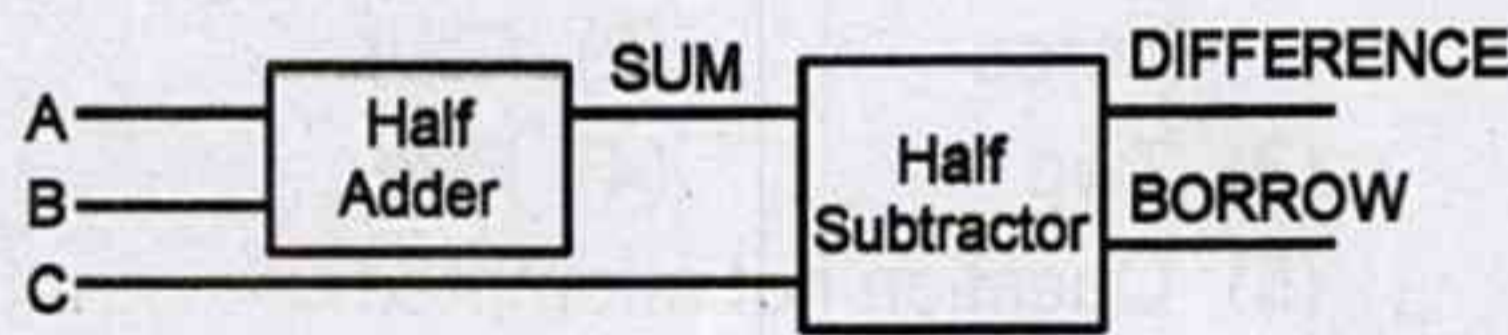 A
B
C
Half
Adder
SUM
Half
Subtractor
DIFFERENCE
BORROW